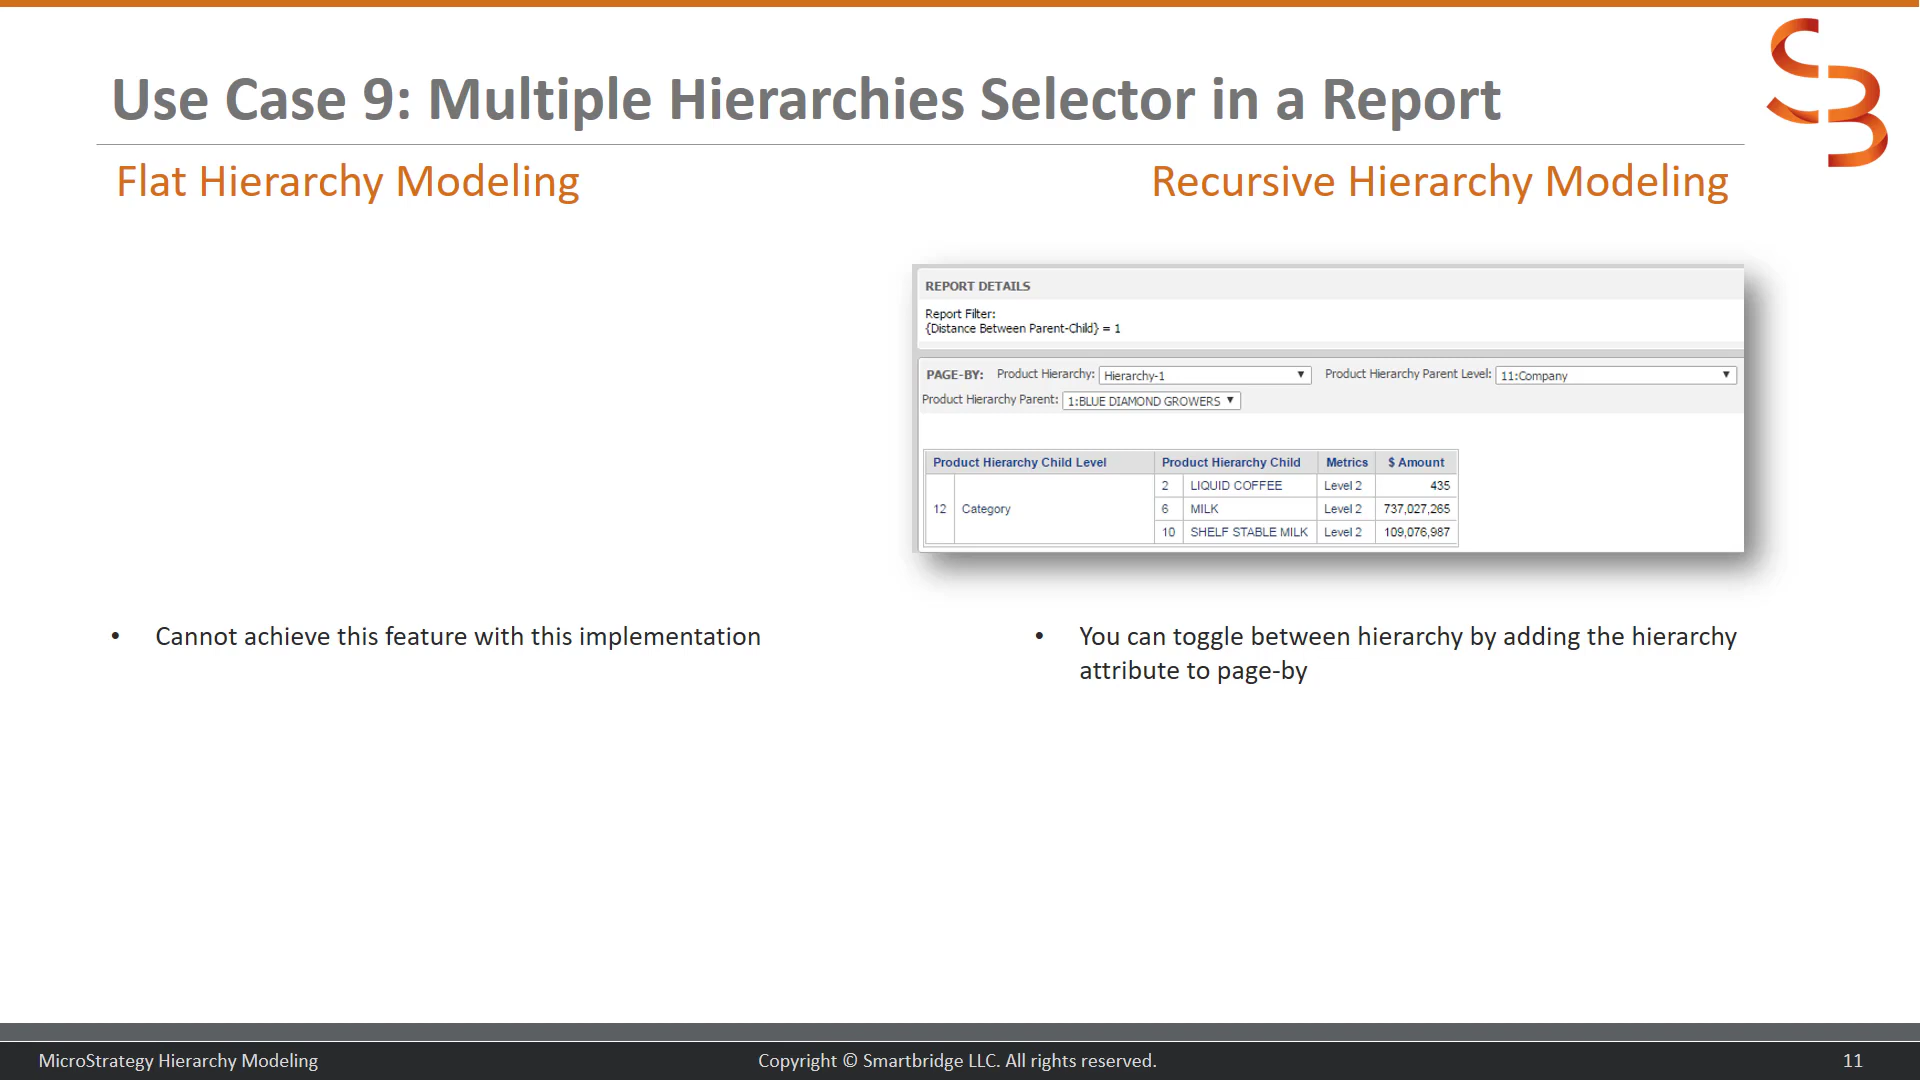 Use Case 9: Multiple Hierarchies Selector in a Report
Flat Hierarchy Modeling
Recursive Hierarchy Modeling
REPORT DETAILS
Report Filter:
{Distance Between Parent-Child} = 1
PAGE-BY: Product Hierarchy: Hierarchy-1 Product Hierarchy Parent Level: 11:Company
Product Hierarchy Parent: 1:BLUE DIAMOND GROWERS
Product Hierarchy Child Level Product Hierarchy Child Metrics $ Amount
2 LIQUID COFFEE Level 2 435
12 Category 6 MILK Level 2 737,027,265
10 SHELF STABLE MILK Level 2 109,076,987
• Cannot achieve this feature with this implementation
• You can toggle between hierarchy by adding the hierarchy
attribute to page-by
MicroStrategy Hierarchy Modeling
Copyright © Smartbridge LLC. All rights reserved.
11